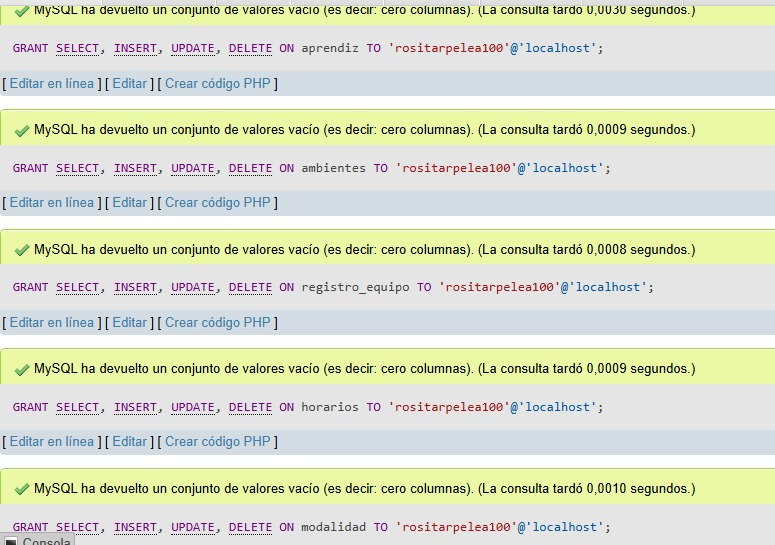 MySQL ha devuelto un conjunto de valores vacío (es decir: cero columnas). (La consulta tardó 0,0030 segundos.)
GRANT SELECT, INSERT, UPDATE, DELETE ON aprendiz TO 'rositarpelea100'@'localhost';
[ Editar en línea ] [ Editar ] [ Crear código PHP ]
MySQL ha devuelto un conjunto de valores vacío (es decir: cero columnas). (La consulta tardó 0,0009 segundos.)
GRANT SELECT, INSERT, UPDATE, DELETE ON ambientes TO 'rositarpelea100'@'localhost';
[ Editar en línea ] [ Editar ] [ Crear código PHP ]
MySQL ha devuelto un conjunto de valores vacío (es decir: cero columnas). (La consulta tardó 0,0008 segundos.)
GRANT SELECT, INSERT, UPDATE, DELETE ON registro_equipo TO 'rositarpelea100'@'localhost';
[ Editar en línea ] [ Editar ] [ Crear código PHP ]
MySQL ha devuelto un conjunto de valores vacío (es decir: cero columnas). (La consulta tardó 0,0009 segundos.)
GRANT SELECT, INSERT, UPDATE, DELETE ON horarios TO 'rositarpelea100'@'localhost';
[ Editar en línea ] [ Editar ] [ Crear código PHP ]
MySQL ha devuelto un conjunto de valores vacío (es decir: cero columnas). (La consulta tardó 0,0010 segundos.)
GRANT SELECT, INSERT, UPDATE, DELETE ON modalidad TO 'rositarpelea100'@'localhost';
Consola